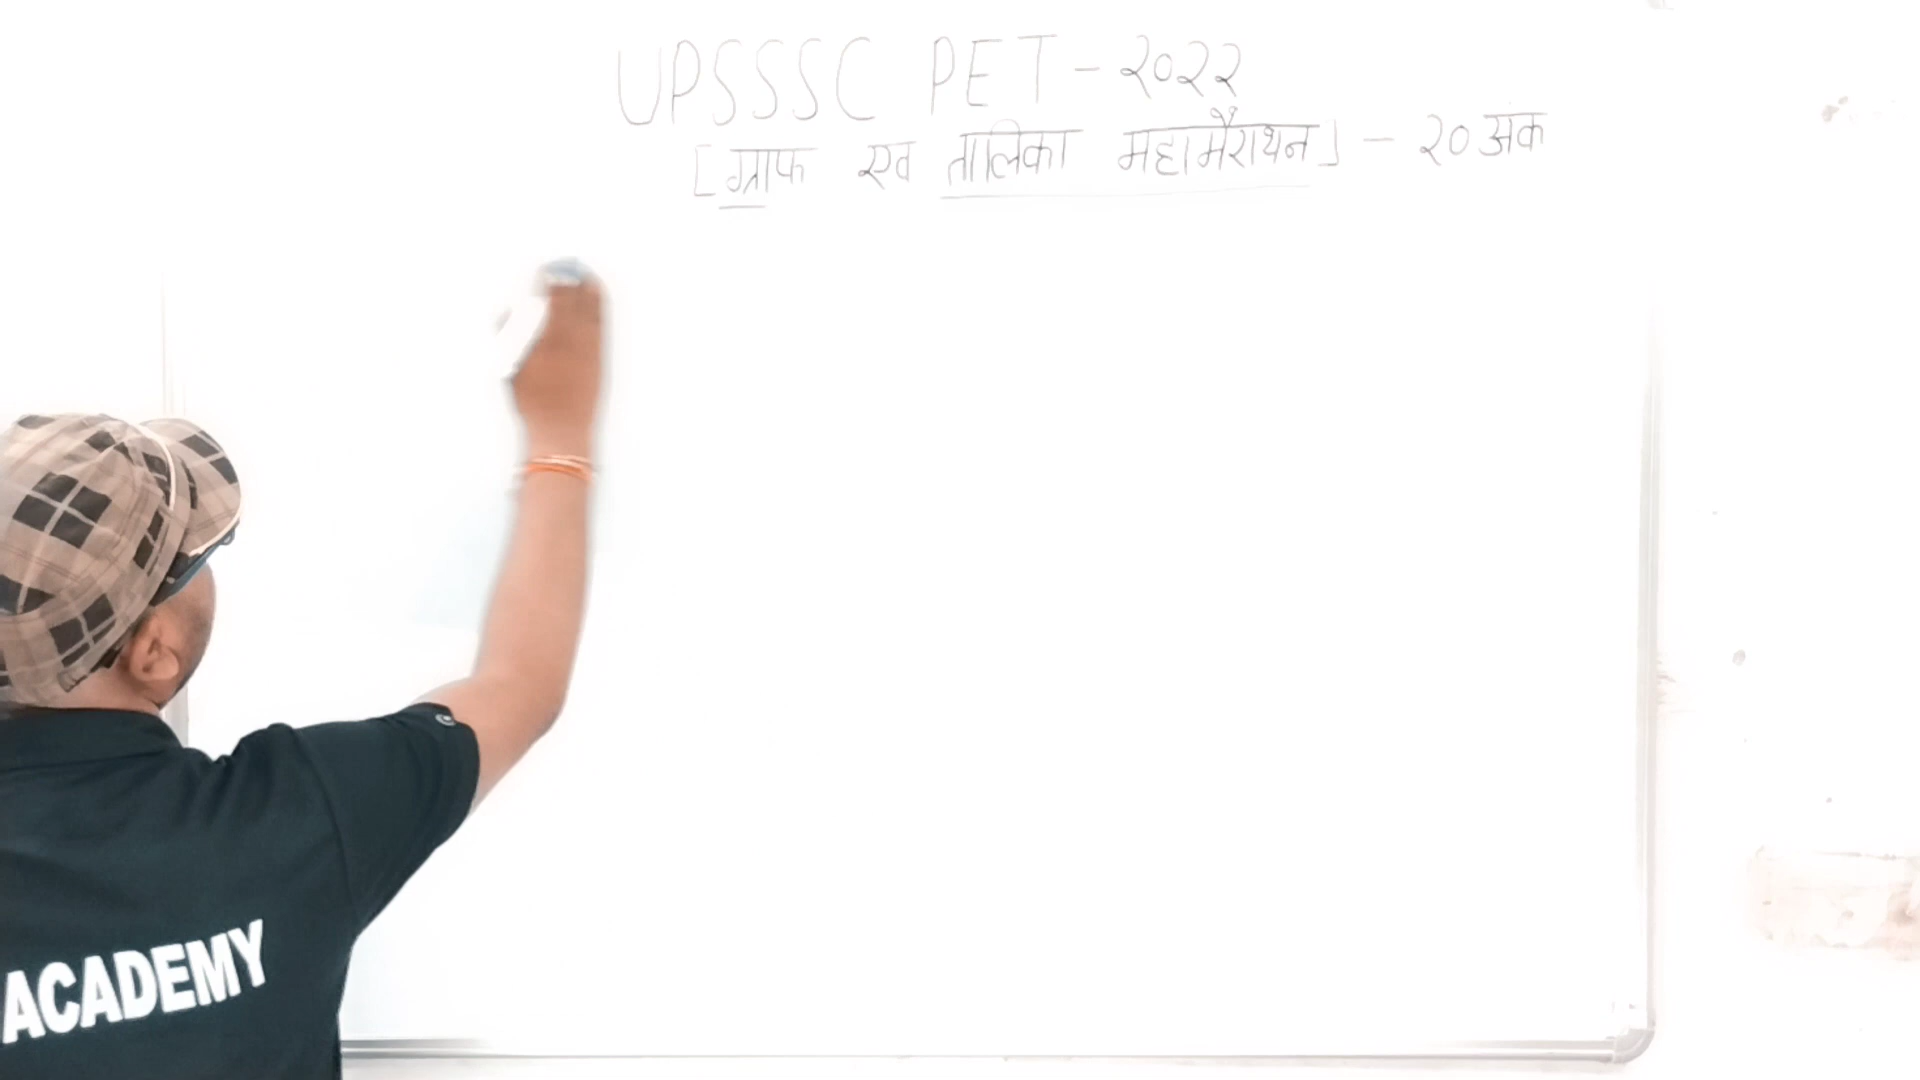 UPSSSC PET - २०२२
[ग्राफ एव तालिका महामैराथन] - २० अंक
ACADEMY